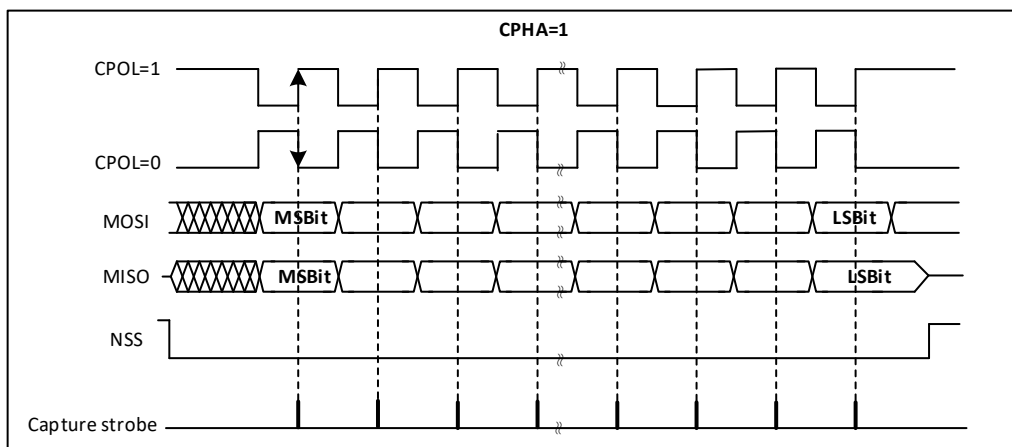 CPHA=1
CPOL=1
CPOL=0
MOSI MSBit LSBit
MISO MSBit LSBit
NSS
Capture strobe